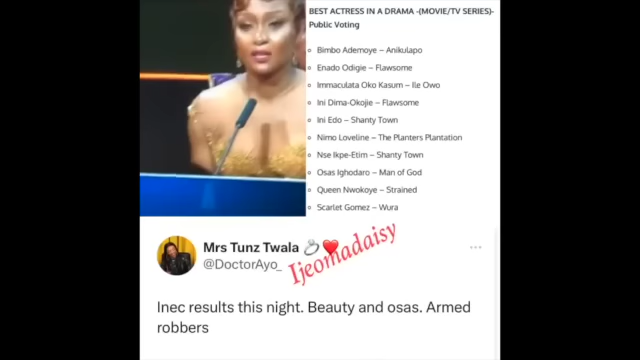 BEST ACTRESS IN A DRAMA -(MOVIE/TV SERIES)-
Public Voting
Bimbo Ademoye – Anikulapo
Enado Odigie – Flawsome
Immaculata Oko Kasum – Ile Owo
Ini Dima-Okojie – Flawsome
Ini Edo – Shanty Town
Nimo Loveline – The Planters Plantation
Nse Ikpe-Etim – Shanty Town
Osas Ighodaro – Man of God
Queen Nwokoye – Strained
Scarlet Gomez – Wura
Mrs Tunz Twala 💍❤️
@DoctorAyo_
Ijeomadaisy
Inec results this night. Beauty and osas. Armed
robbers